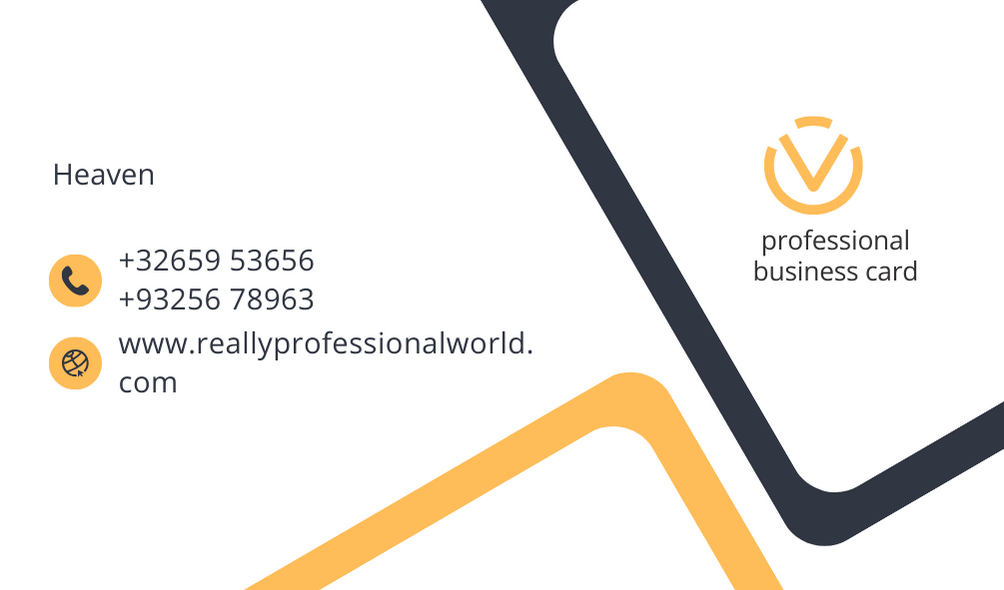 Heaven
+32659 53656
+93256 78963
www.reallyprofessionalworld.
com
professional
business card